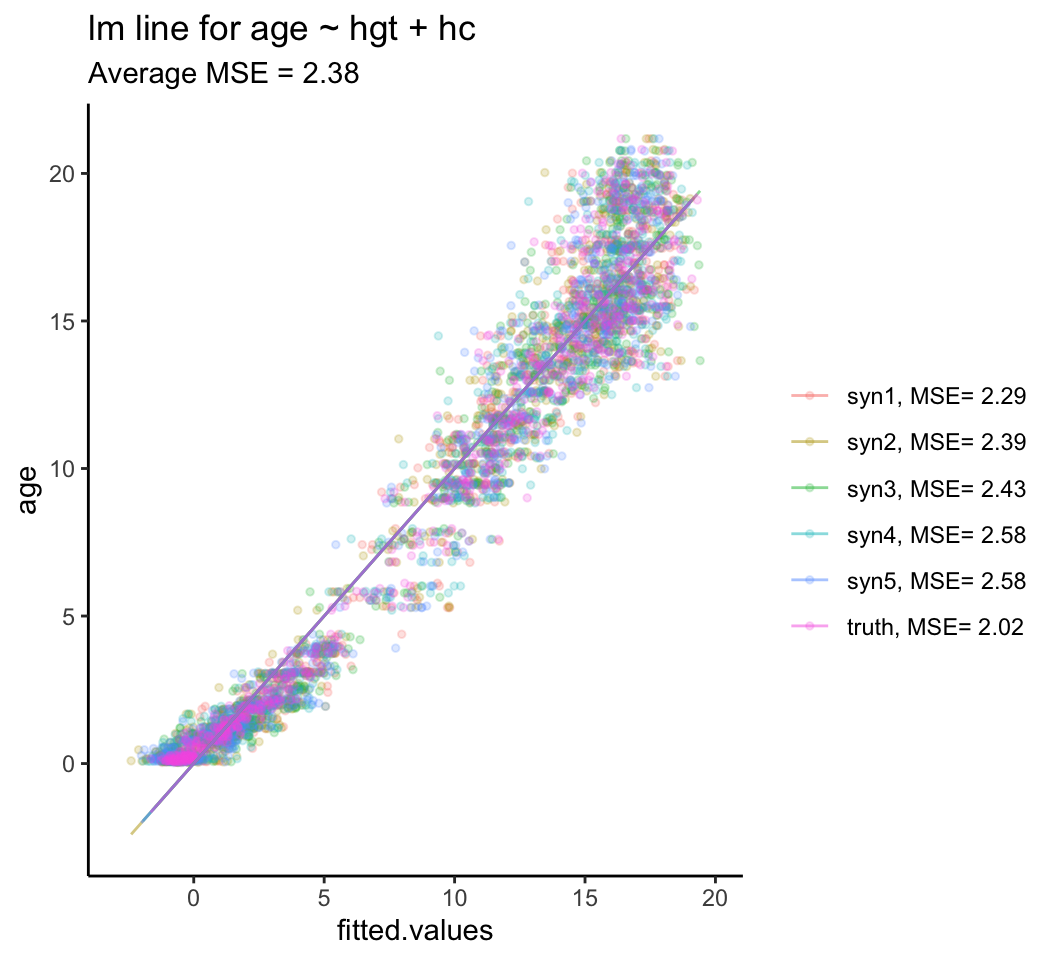 lm line for age ~ hgt + hc
Average MSE = 2.38
20
15
10
5
0
age
0 5 10 15 20
fitted.values
syn1, MSE= 2.29
syn2, MSE= 2.39
syn3, MSE= 2.43
syn4, MSE= 2.58
syn5, MSE= 2.58
truth, MSE= 2.02